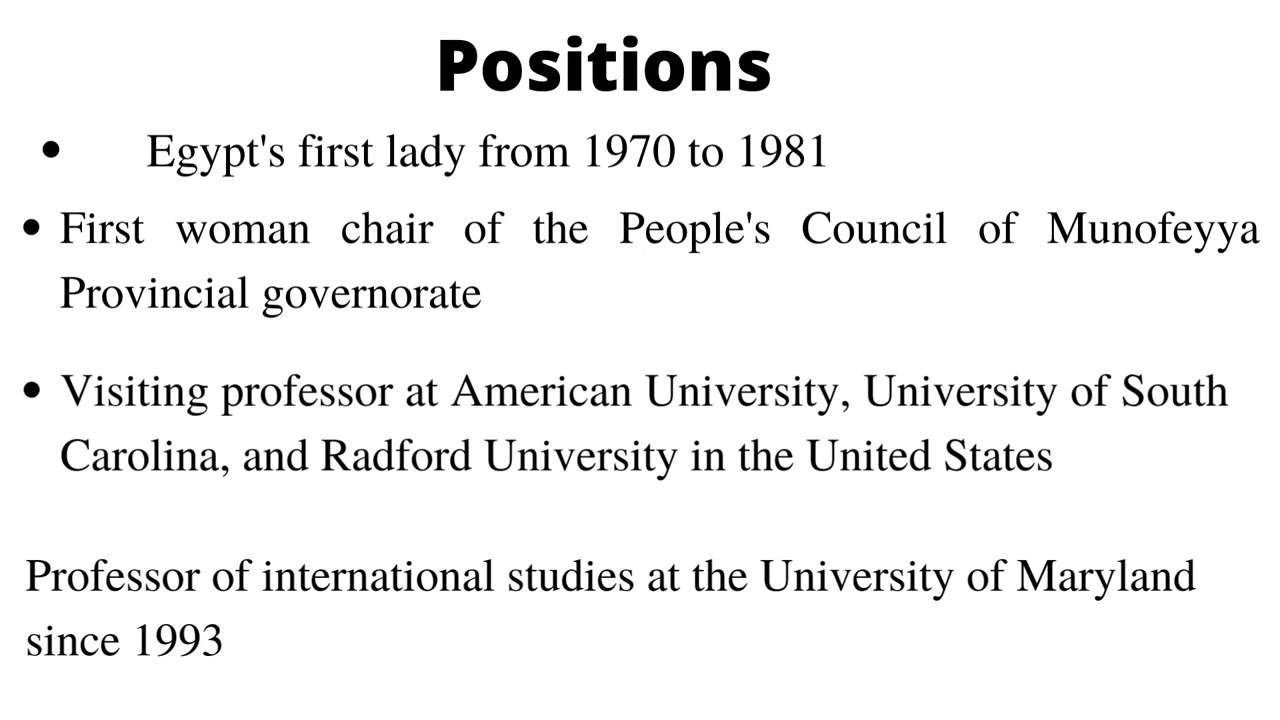 Positions
• Egypt's first lady from 1970 to 1981
• First woman chair of the People's Council of Munofeyya
Provincial governorate
• Visiting professor at American University, University of South
Carolina, and Radford University in the United States
Professor of international studies at the University of Maryland
since 1993